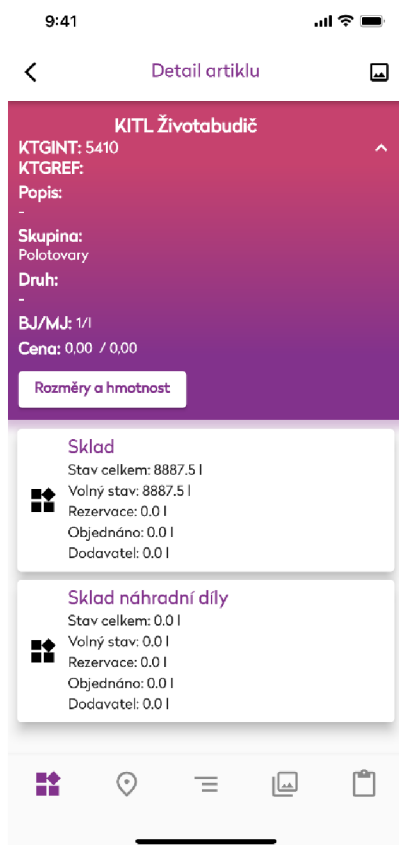 9:41
Detail artiklu
KITL Životabudič
KTGINT: 5410
KTGREF:
Popis:
-
Skupina:
Polotovary
Druh:
-
BJ/MJ: 1/l
Cena: 0,00 / 0,00
Rozměry a hmotnost
Sklad
Stav celkem: 8887.5 l
Volný stav: 8887.5 l
Rezervace: 0.0 l
Objednáno: 0.0 l
Dodavatel: 0.0 l
Sklad náhradní díly
Stav celkem: 0.0 l
Volný stav: 0.0 l
Rezervace: 0.0 l
Objednáno: 0.0 l
Dodavatel: 0.0 l